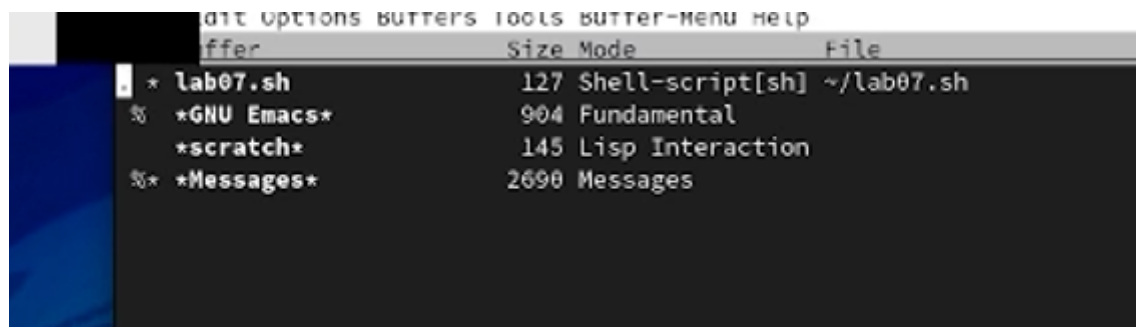 dit Options Buffers Tools Buffer-Menu Help
ffer Size Mode File
. * lab07.sh 127 Shell-script[sh] ~/lab07.sh
% *GNU Emacs* 904 Fundamental
*scratch* 145 Lisp Interaction
%* *Messages* 2690 Messages